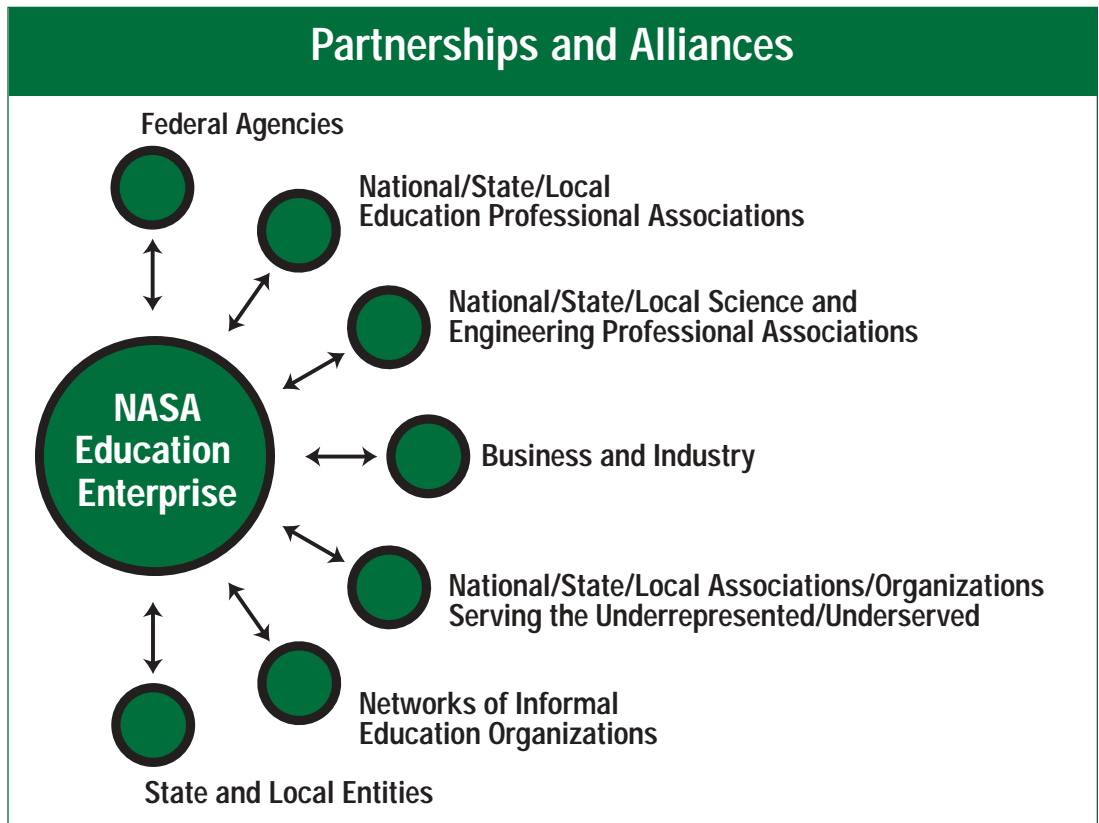 Partnerships and Alliances
Federal Agencies
National/State/Local
Education Professional Associations
National/State/Local Science and
Engineering Professional Associations
NASA
Education
Enterprise
Business and Industry
National/State/Local Associations/Organizations
Serving the Underrepresented/Underserved
Networks of Informal
Education Organizations
State and Local Entities